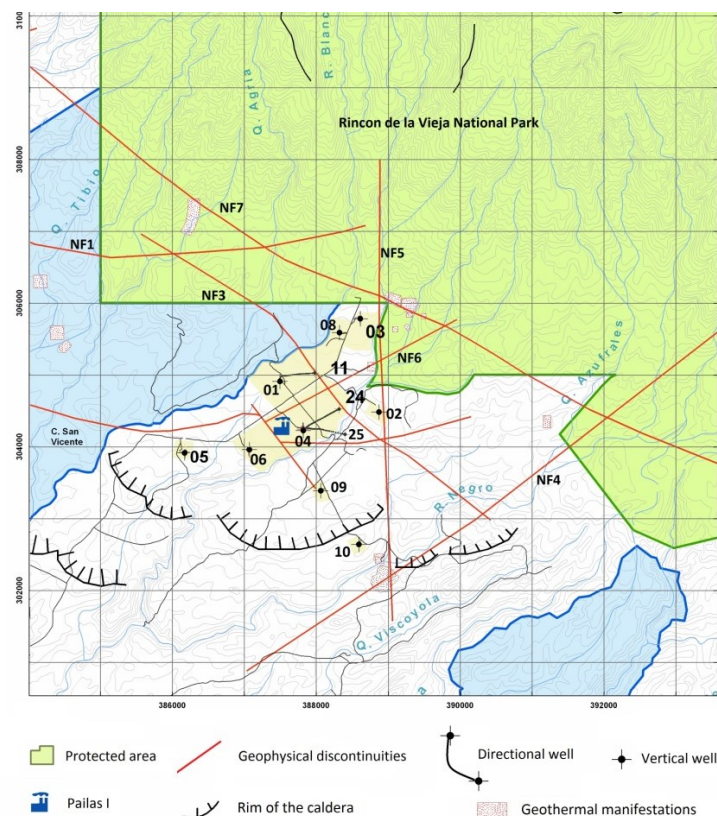 3100
R. Blanc
Q. Agria
Rincon de la Vieja National Park
308000
Q. Tibio
NF7
NF1
NF5
NF3
306000
08
03
NF6
11
Q. Azufrales
01
24
02
C. San
Vicente
304000
04
25
05
06
NF4
09
R. Negro
10
302000
Q. Viscoyola
a
386000
388000
390000
392000
Protected area
Geophysical discontinuities
Directional well
Vertical well
Pailas I
Rim of the caldera
Geothermal manifestations